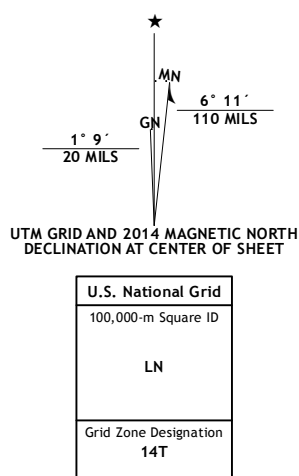 ★
MN
6° 11´
110 MILS
GN
1° 9´
20 MILS
UTM GRID AND 2014 MAGNETIC NORTH
DECLINATION AT CENTER OF SHEET
U.S. National Grid
100,000-m Square ID
LN
Grid Zone Designation
14T